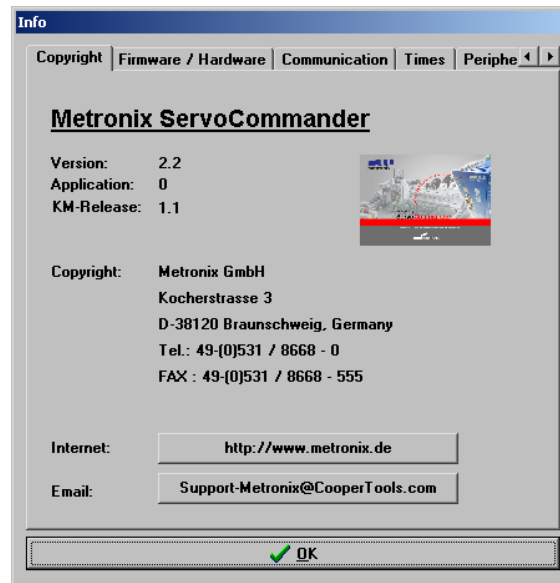 Info
Copyright Firmware / Hardware Communication Times Periphe
Metronix ServoCommander
Version: 2.2
Application: 0
KM-Release: 1.1
Copyright: Metronix GmbH
Kocherstrasse 3
D-38120 Braunschweig, Germany
Tel.: 49-(0)531 / 8668 - 0
FAX : 49-(0)531 / 8668 - 555
Internet: http://www.metronix.de
Email: Support-Metronix@CooperTools.com
OK